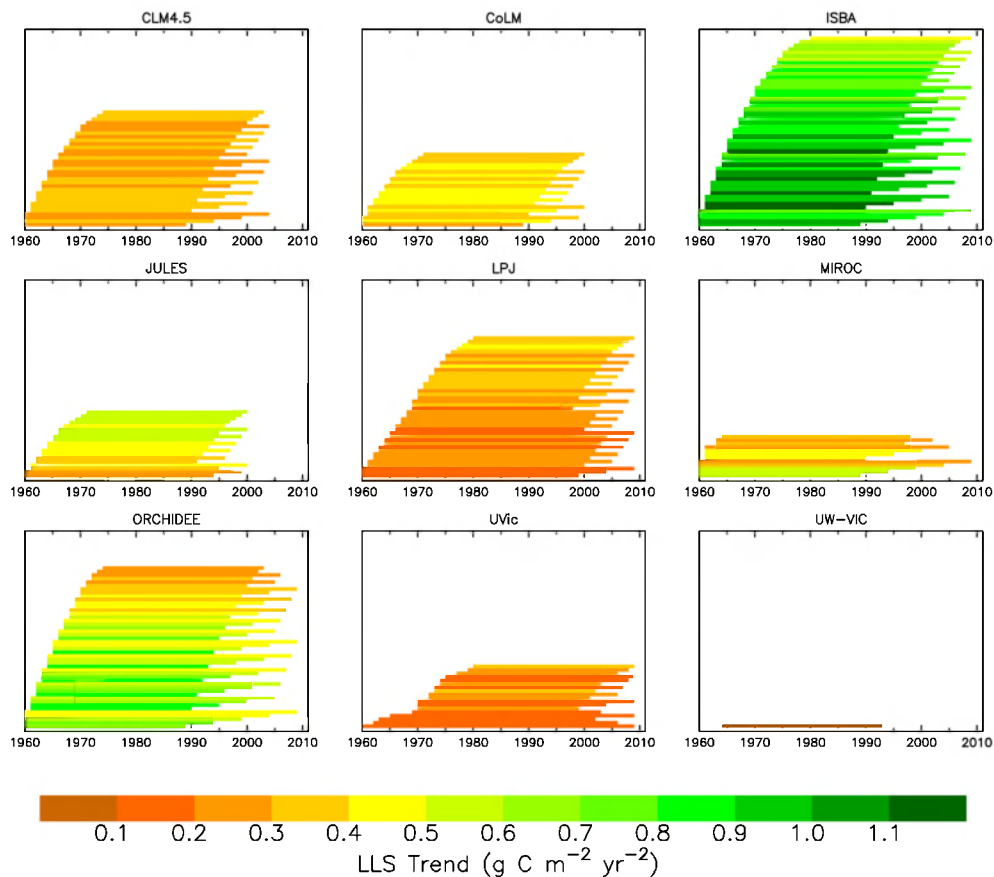 CLM4.5 CoLM ISBA
1960 1970 1980 1990 2000 2010 1960 1970 1980 1990 2000 2010 1960 1970 1980 1990 2000 2010
JULES LPJ MIROC
1960 1970 1980 1990 2000 2010 1960 1970 1980 1990 2000 2010 1960 1970 1980 1990 2000 2010
ORCHIDEE UVic UW-VIC
1960 1970 1980 1990 2000 2010 1960 1970 1980 1990 2000 2010 1960 1970 1980 1990 2000 2010
0.1 0.2 0.3 0.4 0.5 0.6 0.7 0.8 0.9 1.0 1.1
LLS Trend (g C m⁻² yr⁻²)